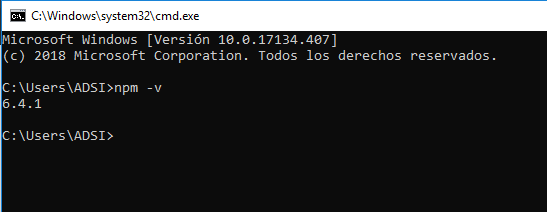 C:\Windows\system32\cmd.exe
Microsoft Windows [Versión 10.0.17134.407]
(c) 2018 Microsoft Corporation. Todos los derechos reservados.
C:\Users\ADSI>npm -v
6.4.1
C:\Users\ADSI>